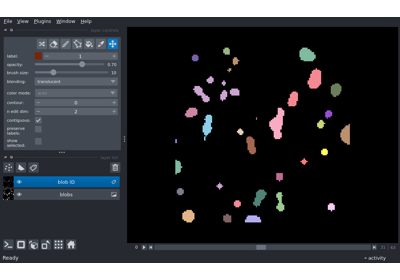 File View Plugins Window Help
label: 1
opacity: 0.70
brush size: 10
blending: translucent
color mode:
contour: 0
n edit dim: 2
contiguous:
preserve
labels:
show
selected:
blob ID
blobs
0
Ready
activity